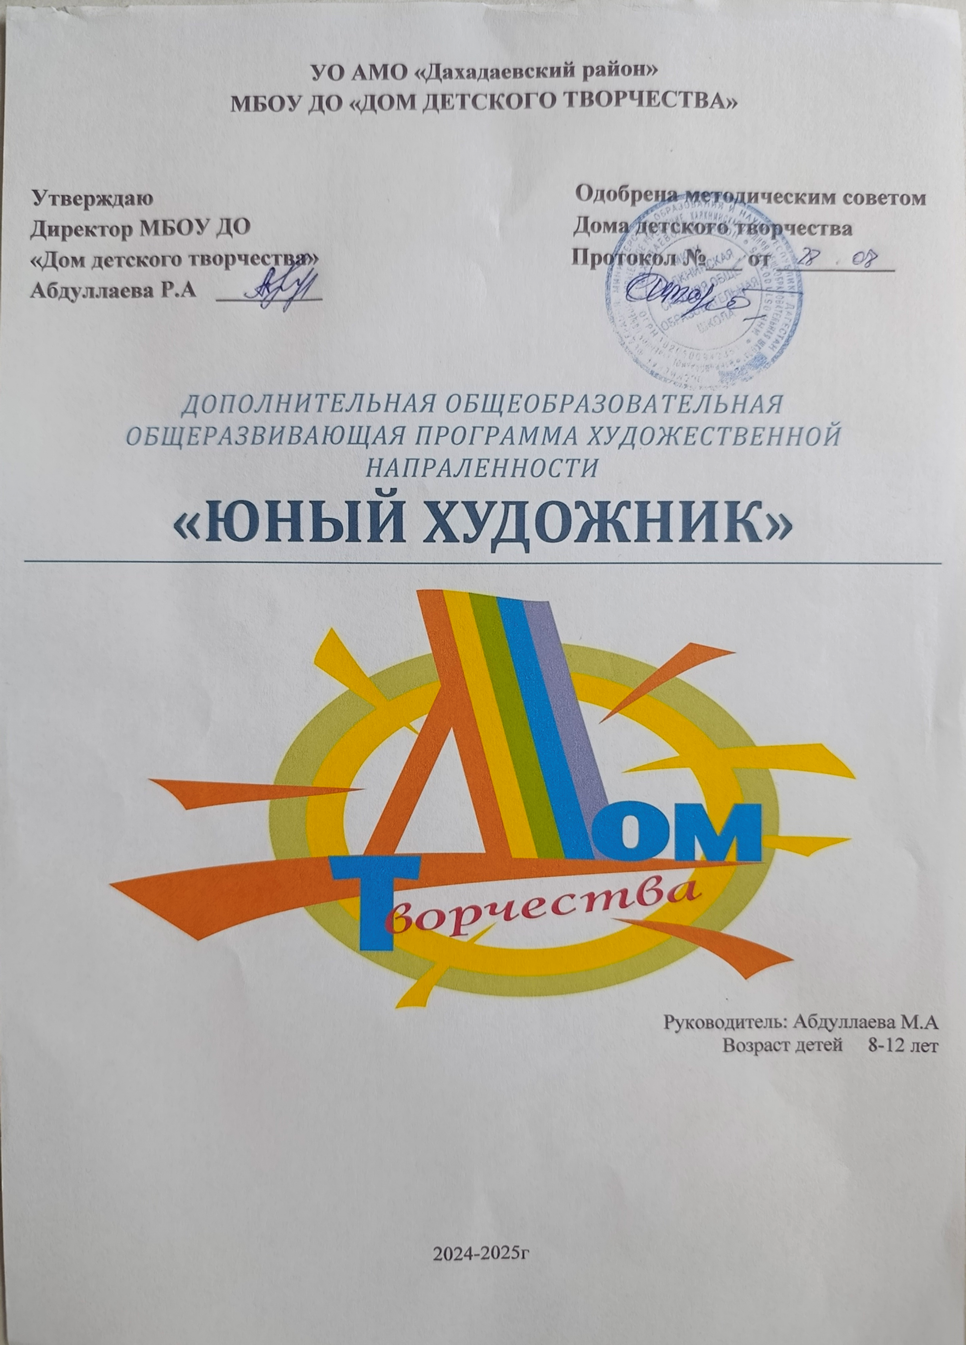 УО АМО «Дахадаевский район»
МБОУ ДО «ДОМ ДЕТСКОГО ТВОРЧЕСТВА»
Утверждаю
Директор МБОУ ДО
«Дом детского творчества»
Абдуллаева Р.А
Одобрена методическим советом
Дома детского творчества
Протокол №___ от 28 . 08
ДОПОЛНИТЕЛЬНАЯ ОБЩЕОБРАЗОВАТЕЛЬНАЯ
ОБЩЕРАЗВИВАЮЩАЯ ПРОГРАММА ХУДОЖЕСТВЕННОЙ
НАПРАЛЕННОСТИ
«ЮНЫЙ ХУДОЖНИК»
Дом
Творчества
Руководитель: Абдуллаева М.А
Возраст детей 8-12 лет
2024-2025г